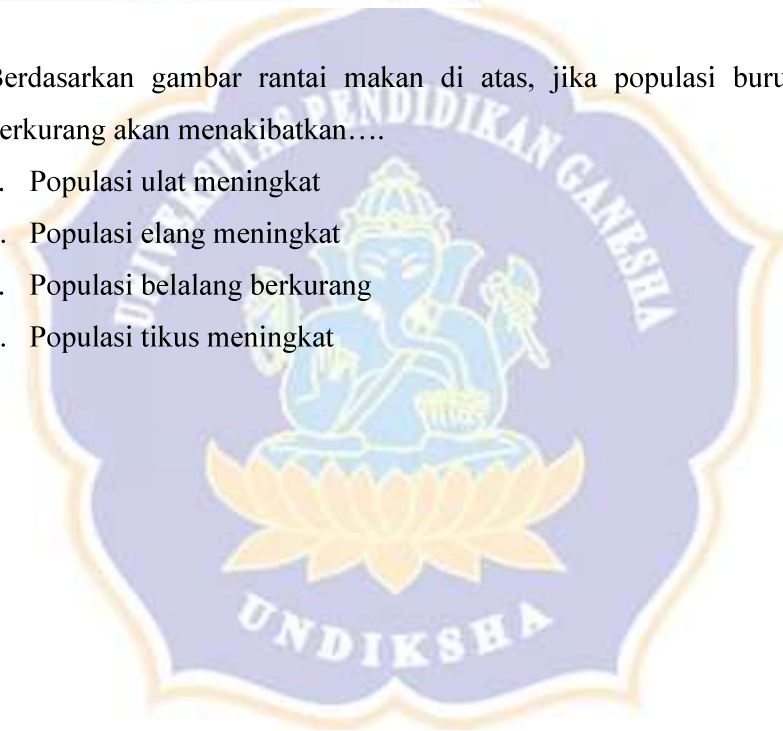 erdasarkan gambar rantai makan di atas, jika populasi buru
erkurang akan menakibatkan….
. Populasi ulat meningkat
. Populasi elang meningkat
. Populasi belalang berkurang
. Populasi tikus meningkat
UNIVERSITAS PENDIDIKAN GANESHA
UNDIKSHA